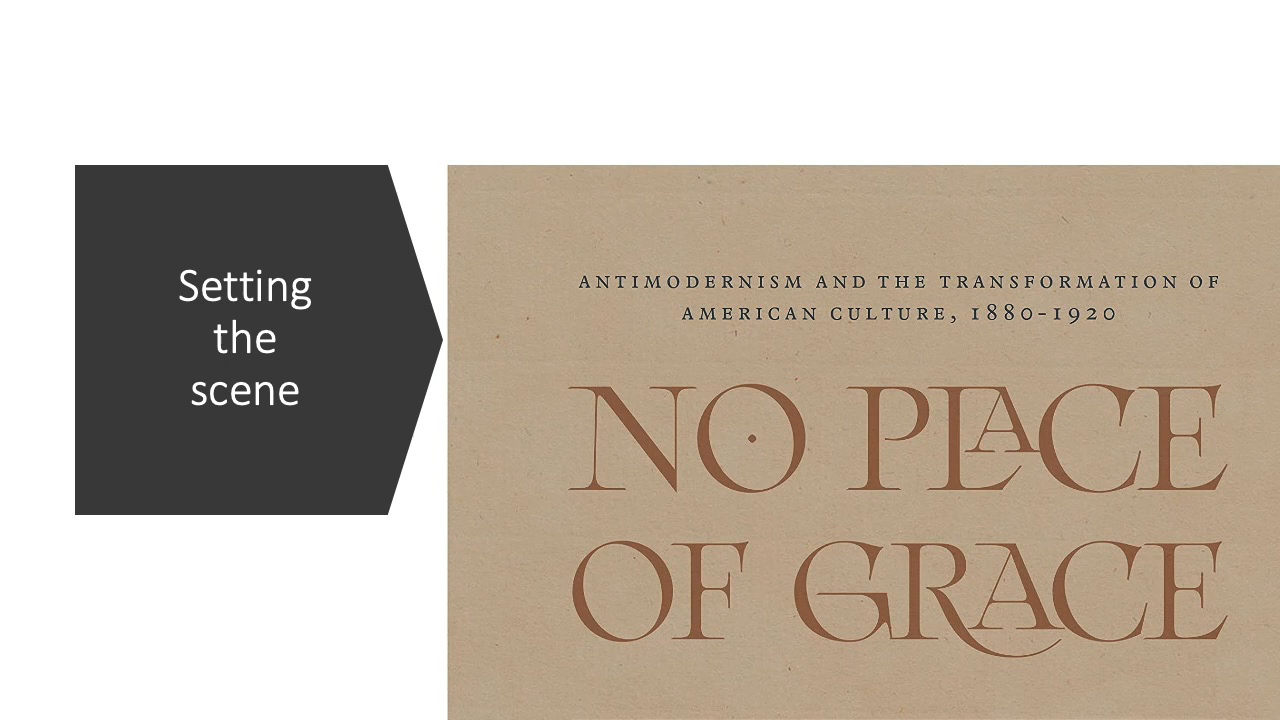 Setting
the
scene
ANTIMODERNISM AND THE TRANSFORMATION OF
AMERICAN CULTURE, 1880-1920
NO PLACE
OF GRACE